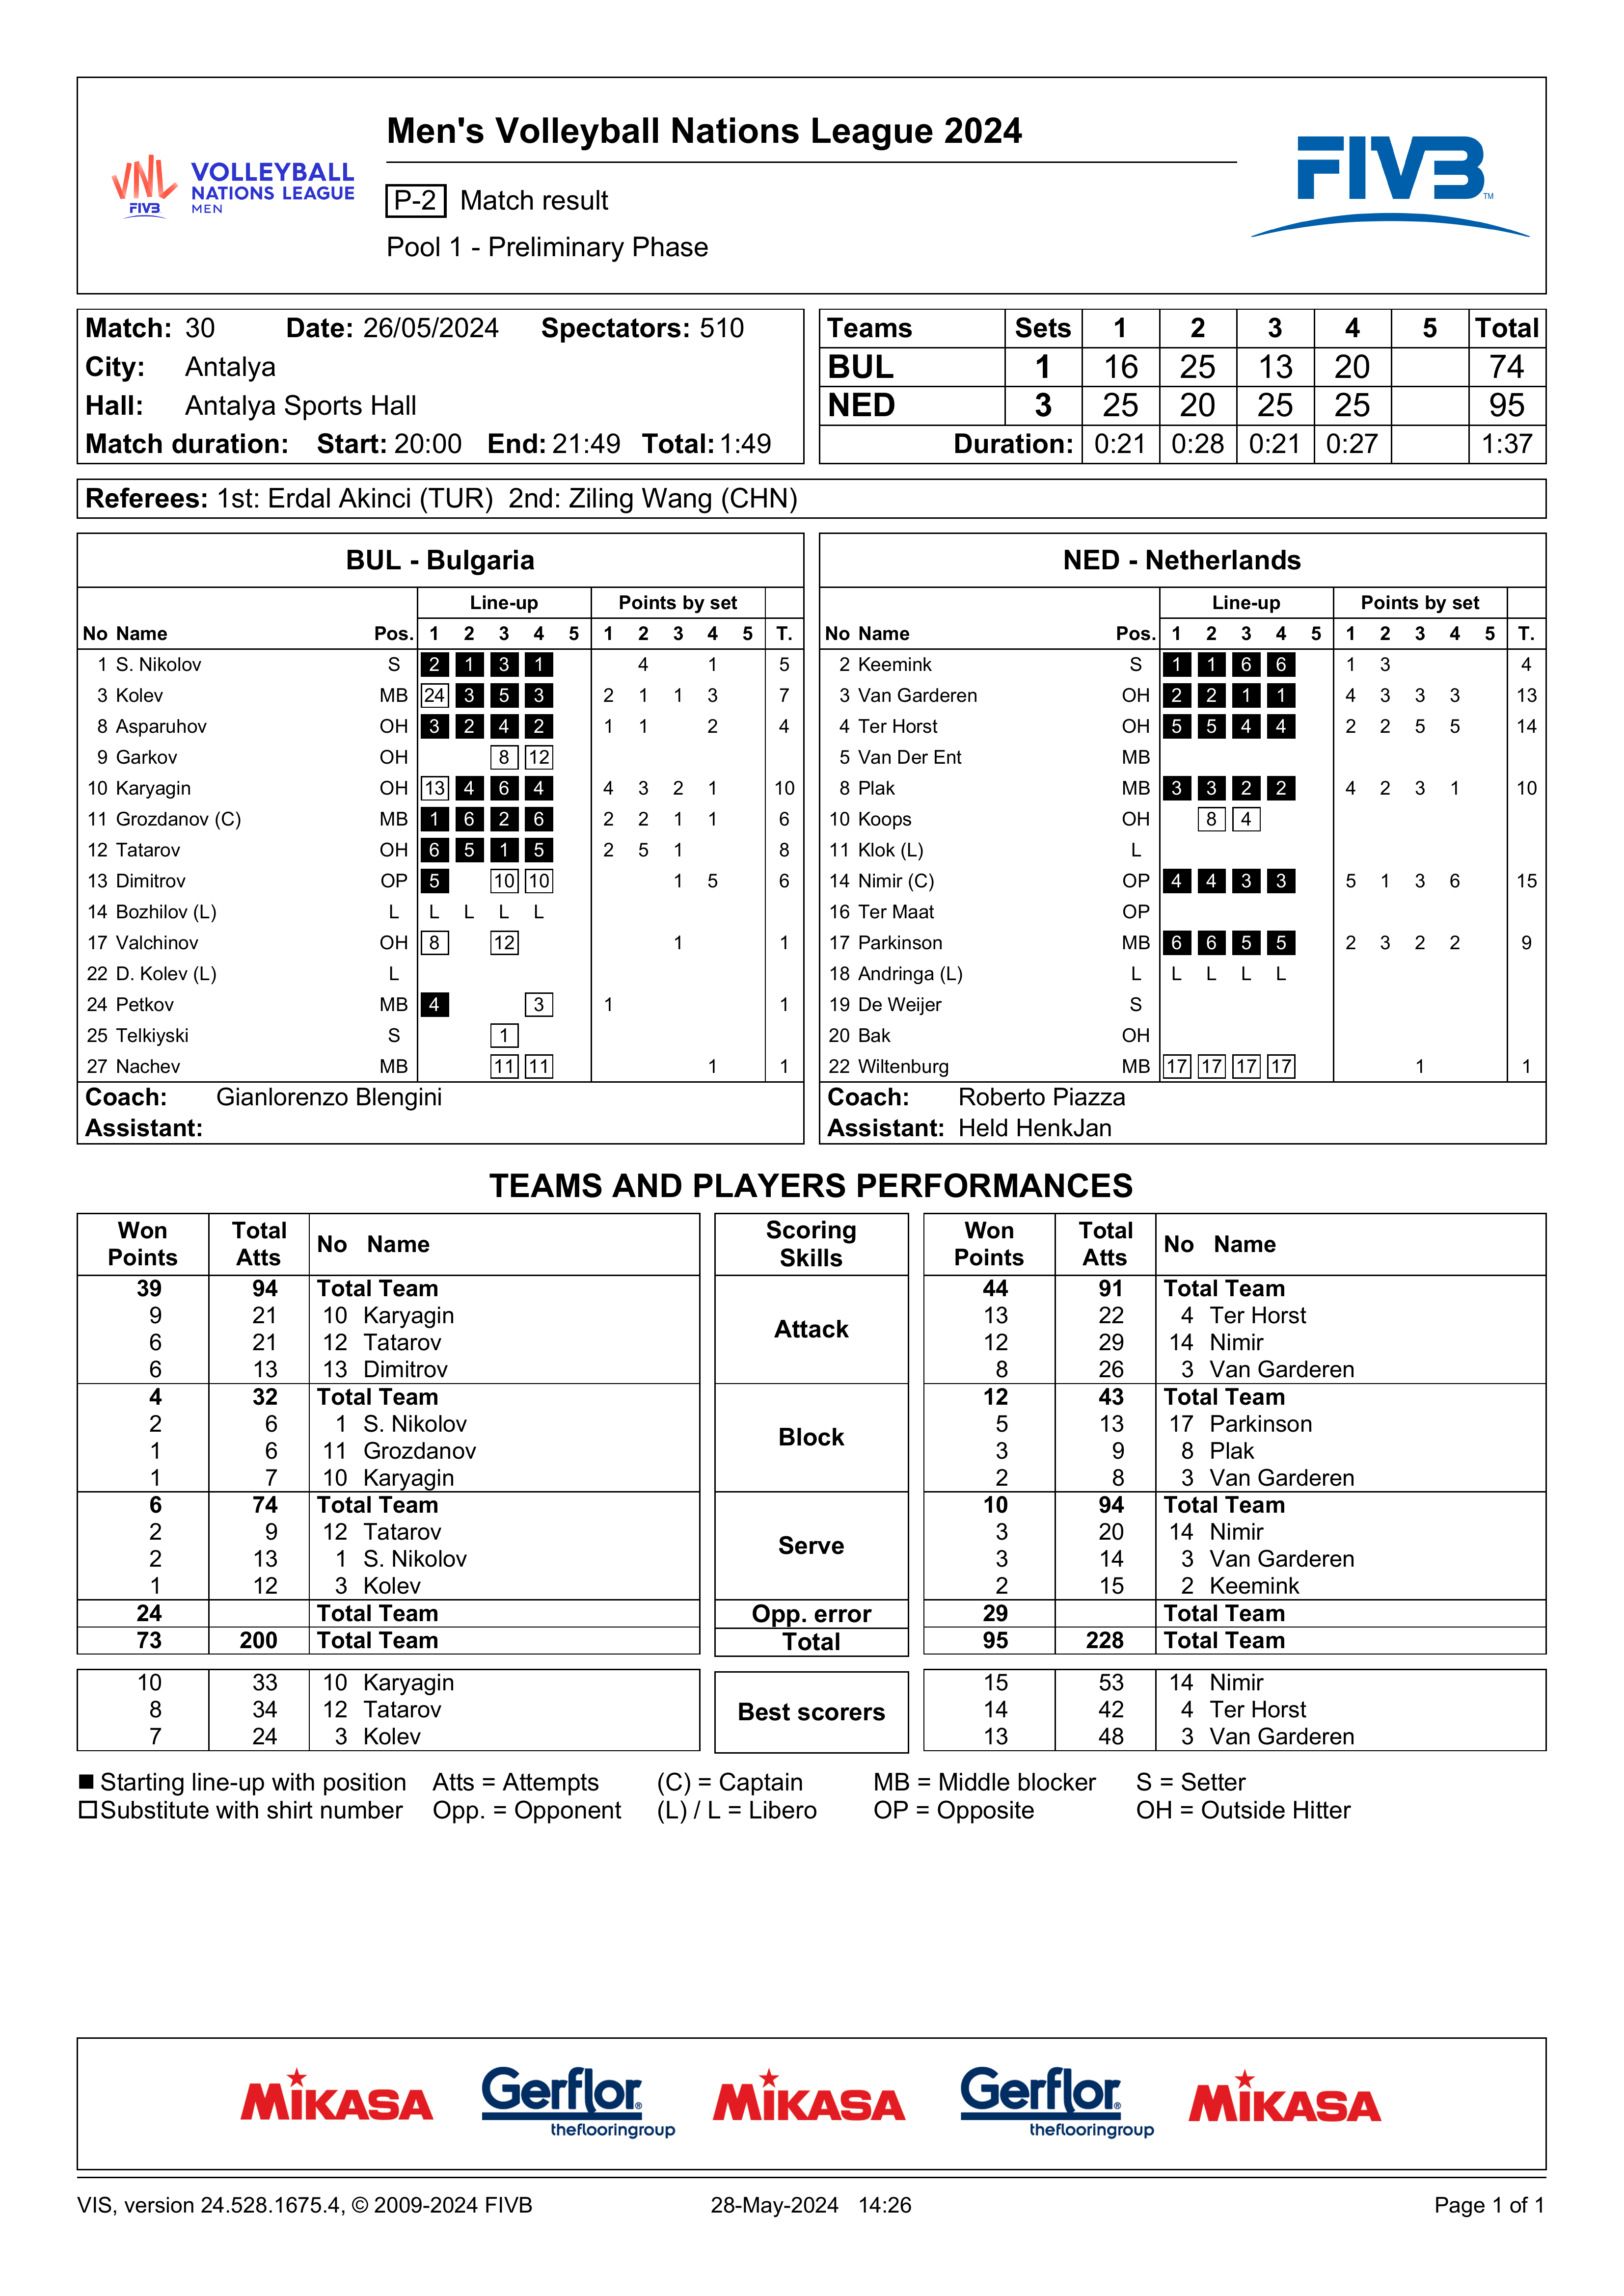 Men's Volleyball Nations League 2024
VNL FIVB VOLLEYBALL NATIONS LEAGUE MEN
P-2 Match result
Pool 1 - Preliminary Phase
FIVB TM
Match: 30 Date: 26/05/2024 Spectators: 510
City: Antalya
Hall: Antalya Sports Hall
Match duration: Start: 20:00 End: 21:49 Total: 1:49
Teams Sets 1 2 3 4 5 Total
BUL 1 16 25 13 20 74
NED 3 25 20 25 25 95
Duration: 0:21 0:28 0:21 0:27 1:37
Referees: 1st: Erdal Akinci (TUR) 2nd: Ziling Wang (CHN)
BUL - Bulgaria
Line-up Points by set
No Name Pos. 1 2 3 4 5 1 2 3 4 5 T.
1 S. Nikolov S 2 1 3 1 4 1 5
3 Kolev MB 24 3 5 3 2 1 1 3 7
8 Asparuhov OH 3 2 4 2 1 1 2 4
9 Garkov OH 8 12
10 Karyagin OH 13 4 6 4 4 3 2 1 10
11 Grozdanov (C) MB 1 6 2 6 2 2 1 1 6
12 Tatarov OH 6 5 1 5 2 5 1 8
13 Dimitrov OP 5 10 10 1 5 6
14 Bozhilov (L) L L L L L
17 Valchinov OH 8 12 1 1
22 D. Kolev (L) L
24 Petkov MB 4 3 1 1
25 Telkiyski S 1
27 Nachev MB 11 11 1 1
Coach: Gianlorenzo Blengini
Assistant:
NED - Netherlands
Line-up Points by set
No Name Pos. 1 2 3 4 5 1 2 3 4 5 T.
2 Keemink S 1 1 6 6 1 3 4
3 Van Garderen OH 2 2 1 1 4 3 3 3 13
4 Ter Horst OH 5 5 4 4 2 2 5 5 14
5 Van Der Ent MB
8 Plak MB 3 3 2 2 4 2 3 1 10
10 Koops OH 8 4
11 Klok (L) L
14 Nimir (C) OP 4 4 3 3 5 1 3 6 15
16 Ter Maat OP
17 Parkinson MB 6 6 5 5 2 3 2 2 9
18 Andringa (L) L L L L L
19 De Weijer S
20 Bak OH
22 Wiltenburg MB 17 17 17 17 1 1
Coach: Roberto Piazza
Assistant: Held HenkJan
TEAMS AND PLAYERS PERFORMANCES
Won Points Total Atts No Name Scoring Skills Won Points Total Atts No Name
39 94 Total Team Attack 44 91 Total Team
9 21 10 Karyagin 13 22 4 Ter Horst
6 21 12 Tatarov 12 29 14 Nimir
6 13 13 Dimitrov 8 26 3 Van Garderen
4 32 Total Team Block 12 43 Total Team
2 6 1 S. Nikolov 5 13 17 Parkinson
1 6 11 Grozdanov 3 9 8 Plak
1 7 10 Karyagin 2 8 3 Van Garderen
6 74 Total Team Serve 10 94 Total Team
2 9 12 Tatarov 3 20 14 Nimir
2 13 1 S. Nikolov 3 14 3 Van Garderen
1 12 3 Kolev 2 15 2 Keemink
24 Total Team Opp. error 29 Total Team
73 200 Total Team Total 95 228 Total Team
10 33 10 Karyagin Best scorers 15 53 14 Nimir
8 34 12 Tatarov 14 42 4 Ter Horst
7 24 3 Kolev 13 48 3 Van Garderen
Starting line-up with position Atts = Attempts (C) = Captain MB = Middle blocker S = Setter
Substitute with shirt number Opp. = Opponent (L) / L = Libero OP = Opposite OH = Outside Hitter
MIKASA Gerflor® theflooringgroup MIKASA Gerflor® theflooringgroup MIKASA
VIS, version 24.528.1675.4, © 2009-2024 FIVB 28-May-2024 14:26 Page 1 of 1